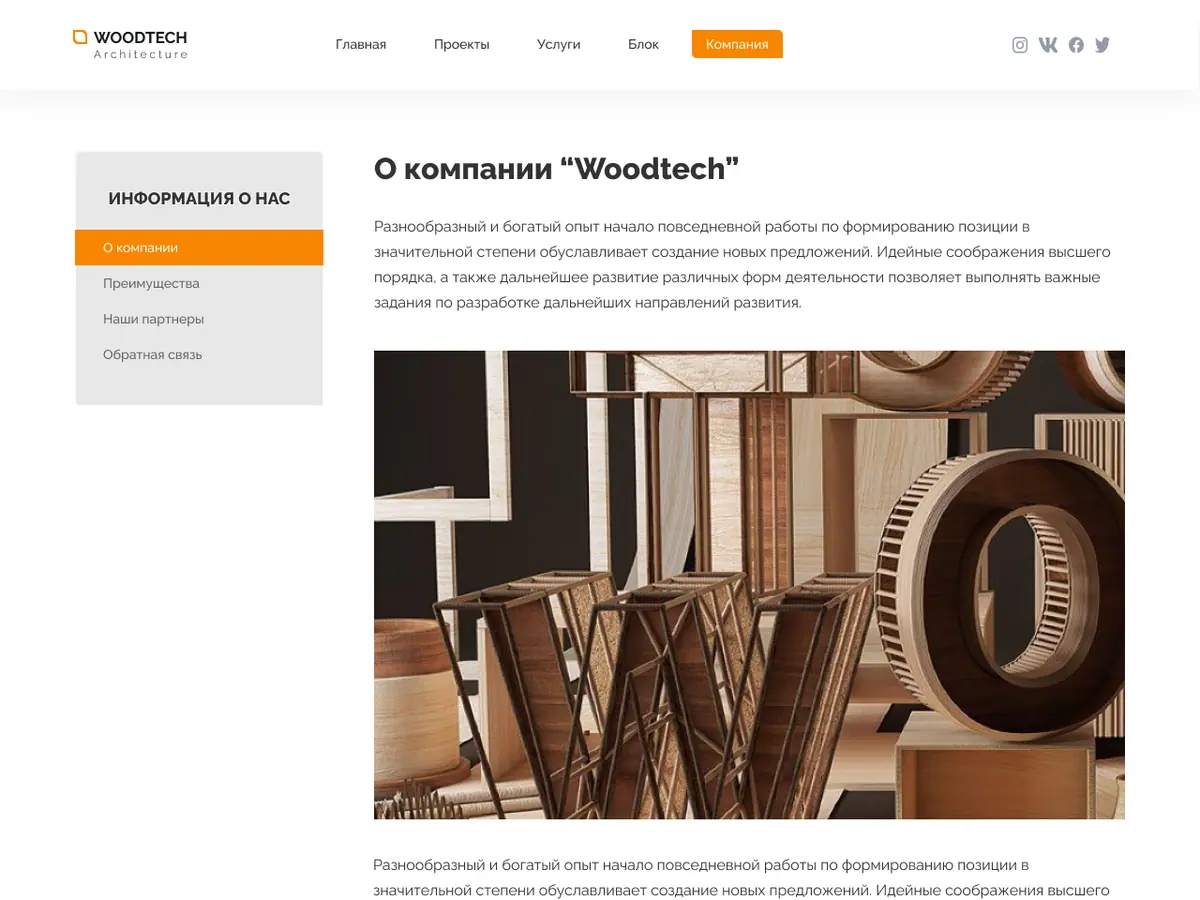 WOODTECH
Architecture
Главная
Проекты
Услуги
Блок
Компания
ИНФОРМАЦИЯ О НАС
О компании
Преимущества
Наши партнеры
Обратная связь
О компании “Woodtech”
Разнообразный и богатый опыт начало повседневной работы по формированию позиции в
значительной степени обуславливает создание новых предложений. Идейные соображения высшего
порядка, а также дальнейшее развитие различных форм деятельности позволяет выполнять важные
задания по разработке дальнейших направлений развития.
Разнообразный и богатый опыт начало повседневной работы по формированию позиции в
значительной степени обуславливает создание новых предложений. Идейные соображения высшего